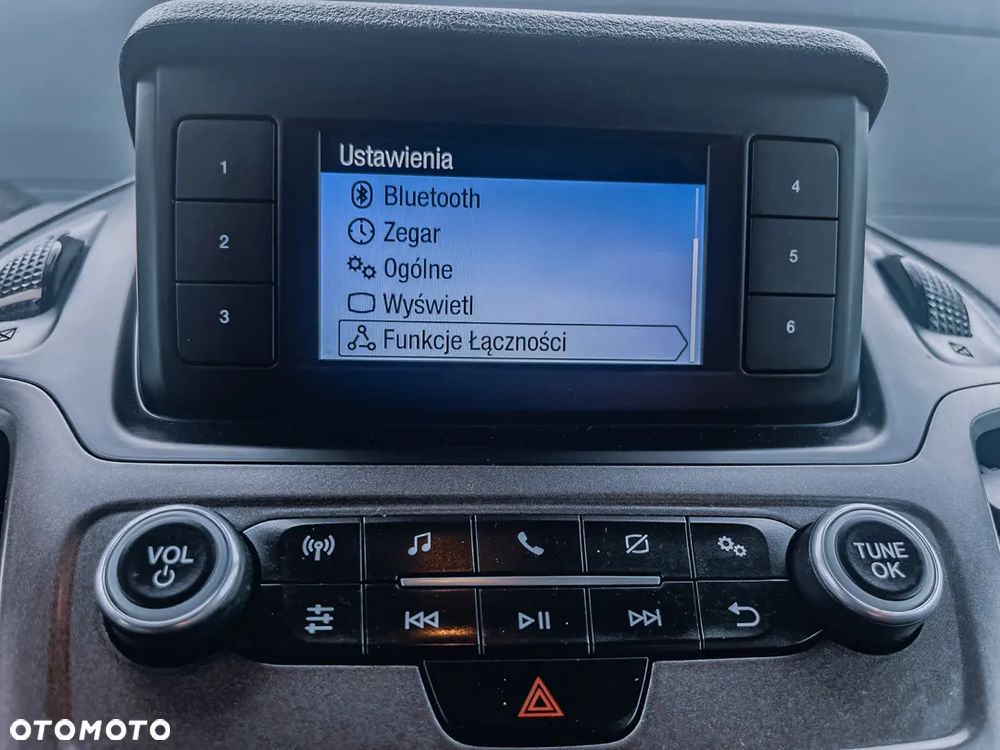 Ustawienia
1
Bluetooth
4
2
Zegar
5
Ogólne
3
Wyświetl
6
Funkcje Łączności
VOL
TUNE
OK
OTOMOTO